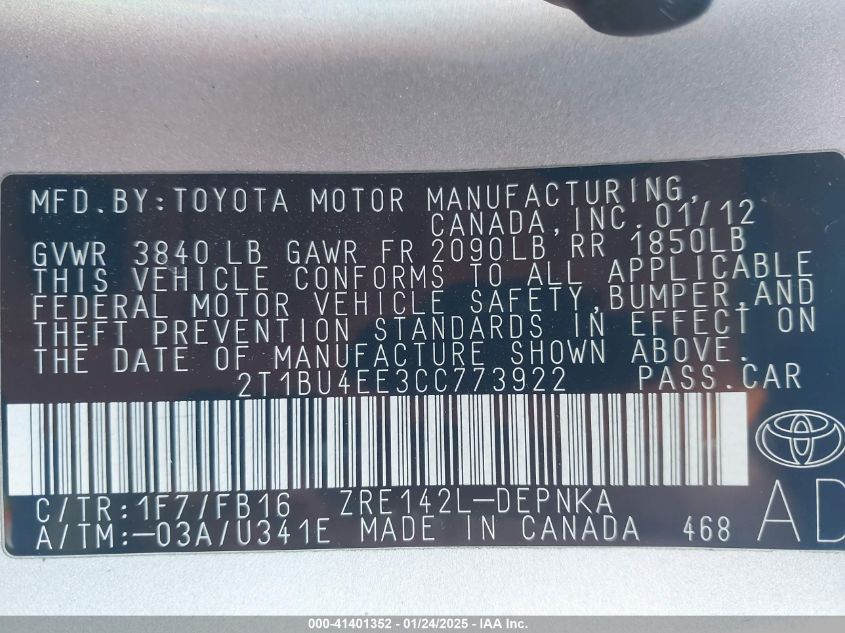 MFD.BY:TOYOTA MOTOR MANUFACTURING,
CANADA,INC. 01/12
GVWR 3840 LB GAWR FR 2090LB RR 1850LB
THIS VEHICLE CONFORMS TO ALL APPLICABLE
FEDERAL MOTOR VEHICLE SAFETY,BUMPER,AND
THEFT PREVENTION STANDARDS IN EFFECT ON
THE DATE OF MANUFACTURE SHOWN ABOVE.
2T1BU4EE3CC773922 PASS.CAR
C/TR:1F7/FB16 ZRE142L-DEPNKA
A/TM:-03A/U341E MADE IN CANADA 468
AD
000-41401352 - 01/24/2025 - IAA Inc.